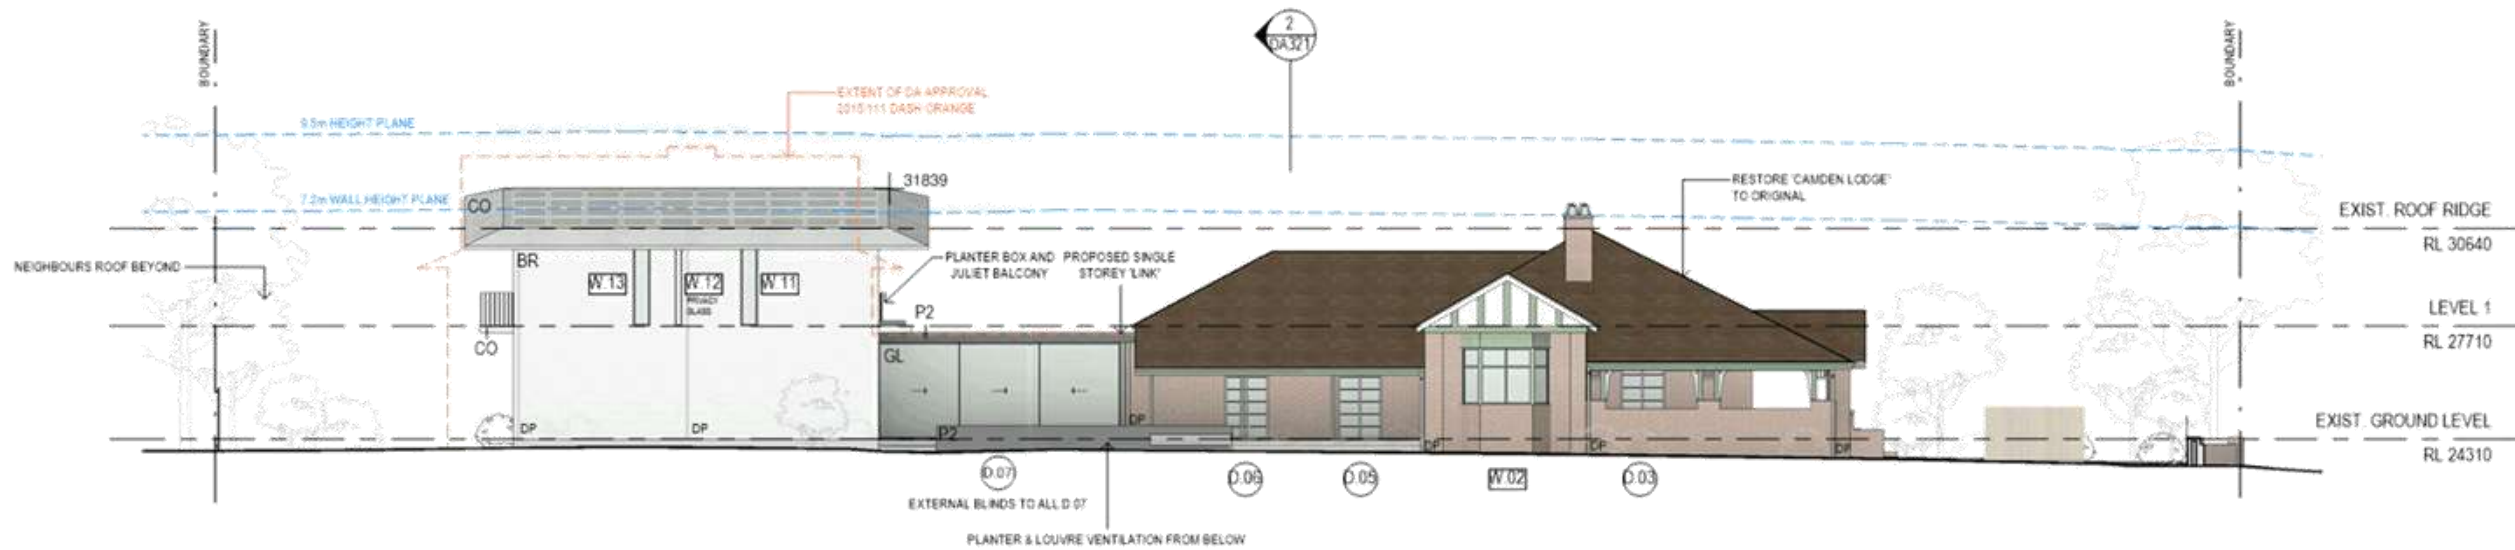 BOUNDARY
2
DA321
BOUNDARY
EXTENT OF DA APPROVAL
DASH ORANGE
9.5m HEIGHT PLANE
31839
7.2m WALL HEIGHT PLANE
CO
RESTORE 'CAMDEN LODGE'
TO ORIGINAL
EXIST. ROOF RIDGE
RL 30640
NEIGHBOURS ROOF BEYOND
BR
W.13
W.12
PRIVACY
GLASS
W.11
PLANTER BOX AND
JULIET BALCONY
PROPOSED SINGLE
STOREY 'LINK'
P2
LEVEL 1
RL 27710
CO
GL
DP
DP
P2
DP
DP
DP
DP
EXIST. GROUND LEVEL
RL 24310
D.07
D.06
D.05
W.02
D.03
EXTERNAL BLINDS TO ALL D.07
PLANTER & LOUVRE VENTILATION FROM BELOW